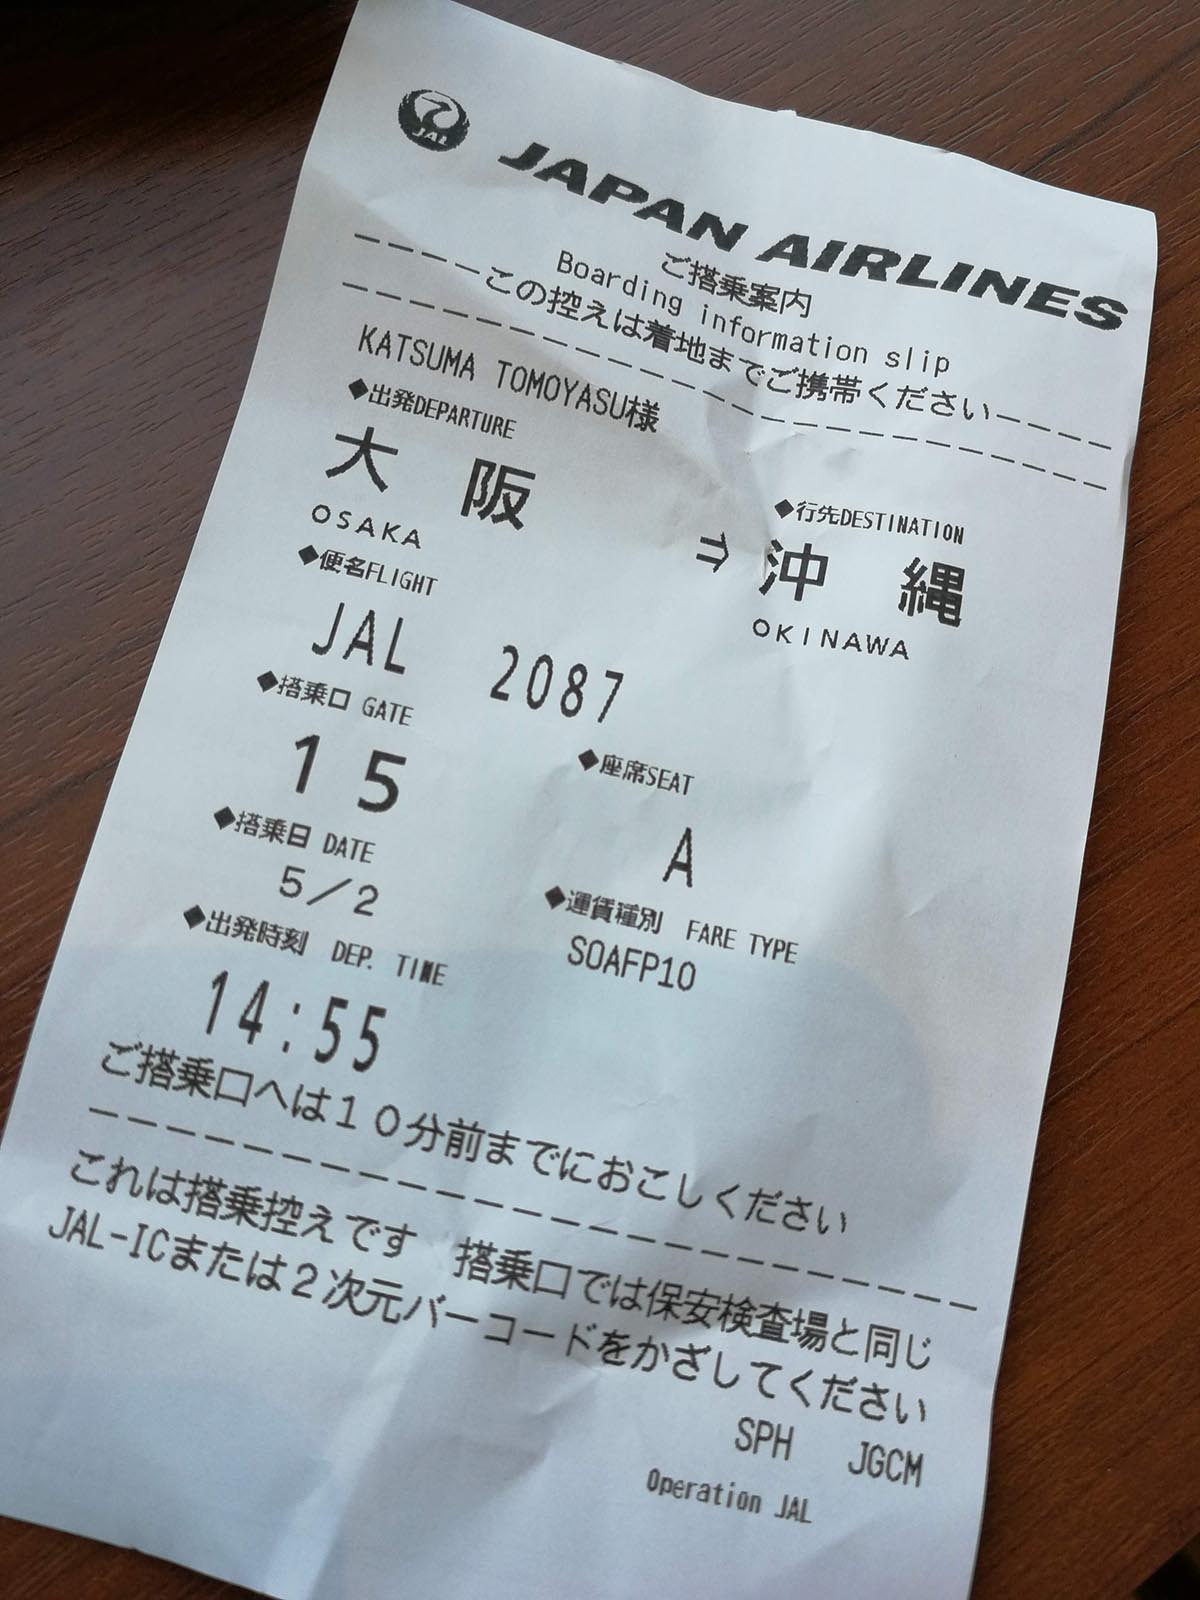 JAL JAPAN AIRLINES
ご搭乗案内
Boarding information slip
----この控えは着地までご携帯ください-----
KATSUMA TOMOYASU様
◆出発DEPARTURE ◆行先DESTINATION
大 阪 ⇒ 沖 縄
OSAKA OKINAWA
◆便名FLIGHT
JAL 2087
◆搭乗口 GATE ◆座席SEAT
15 A
◆搭乗日 DATE ◆運賃種別 FARE TYPE
5/2 SOAFP10
◆出発時刻 DEP. TIME
14:55
ご搭乗口へは10分前までにおこしください
これは搭乗控えです 搭乗口では保安検査場と同じ
JAL-ICまたは2次元バーコードをかざしてください
SPH JGCM
Operation JAL